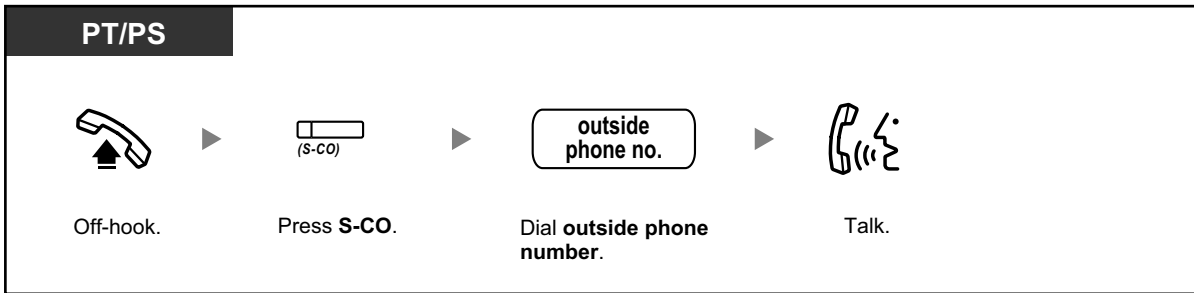 PT/PS
(S-CO)
outside
phone no.
Off-hook.
Press S-CO.
Dial outside phone
number.
Talk.